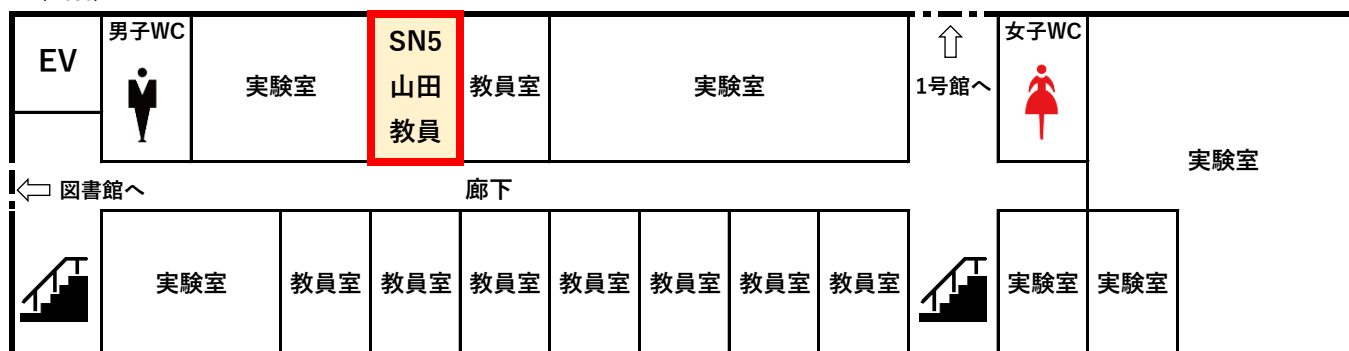 EV
男子WC
実験室
SN5
山田
教員
教員室
実験室
1号館へ
女子WC
実験室
図書館へ
廊下
実験室
教員室
教員室
教員室
教員室
教員室
教員室
教員室
実験室
実験室